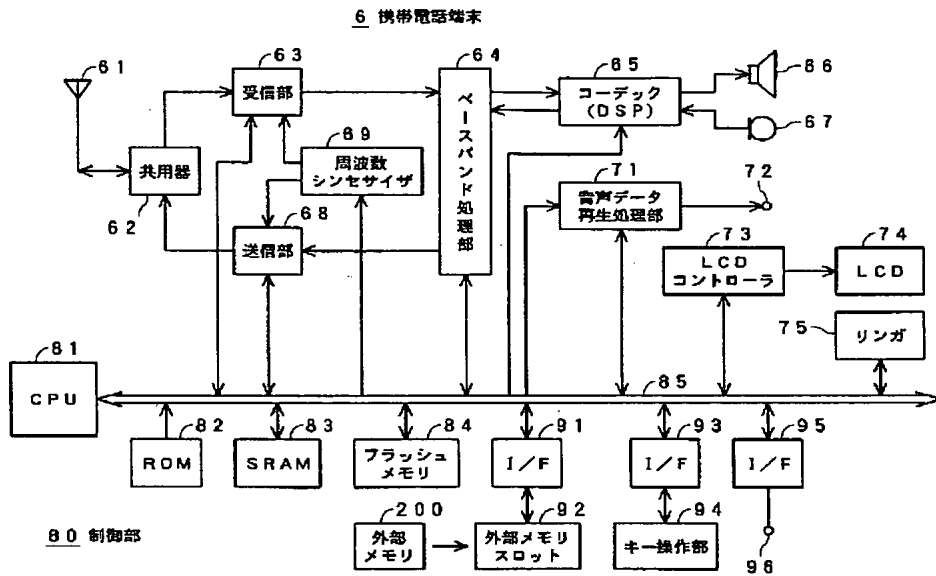 6 携帯電話端末
61
63
受信部
64
ベースバンド処理部
65
コーデック
(DSP)
66
67
69
周波数
シンセサイザ
共用器
62
71
音声データ
再生処理部
72
68
送信部
73
LCD
コントローラ
74
LCD
75
リンガ
81
CPU
85
82
ROM
83
SRAM
84
フラッシュ
メモリ
91
I/F
93
I/F
95
I/F
200
外部
メモリ
92
外部メモリ
スロット
94
キー操作部
96
80 制御部